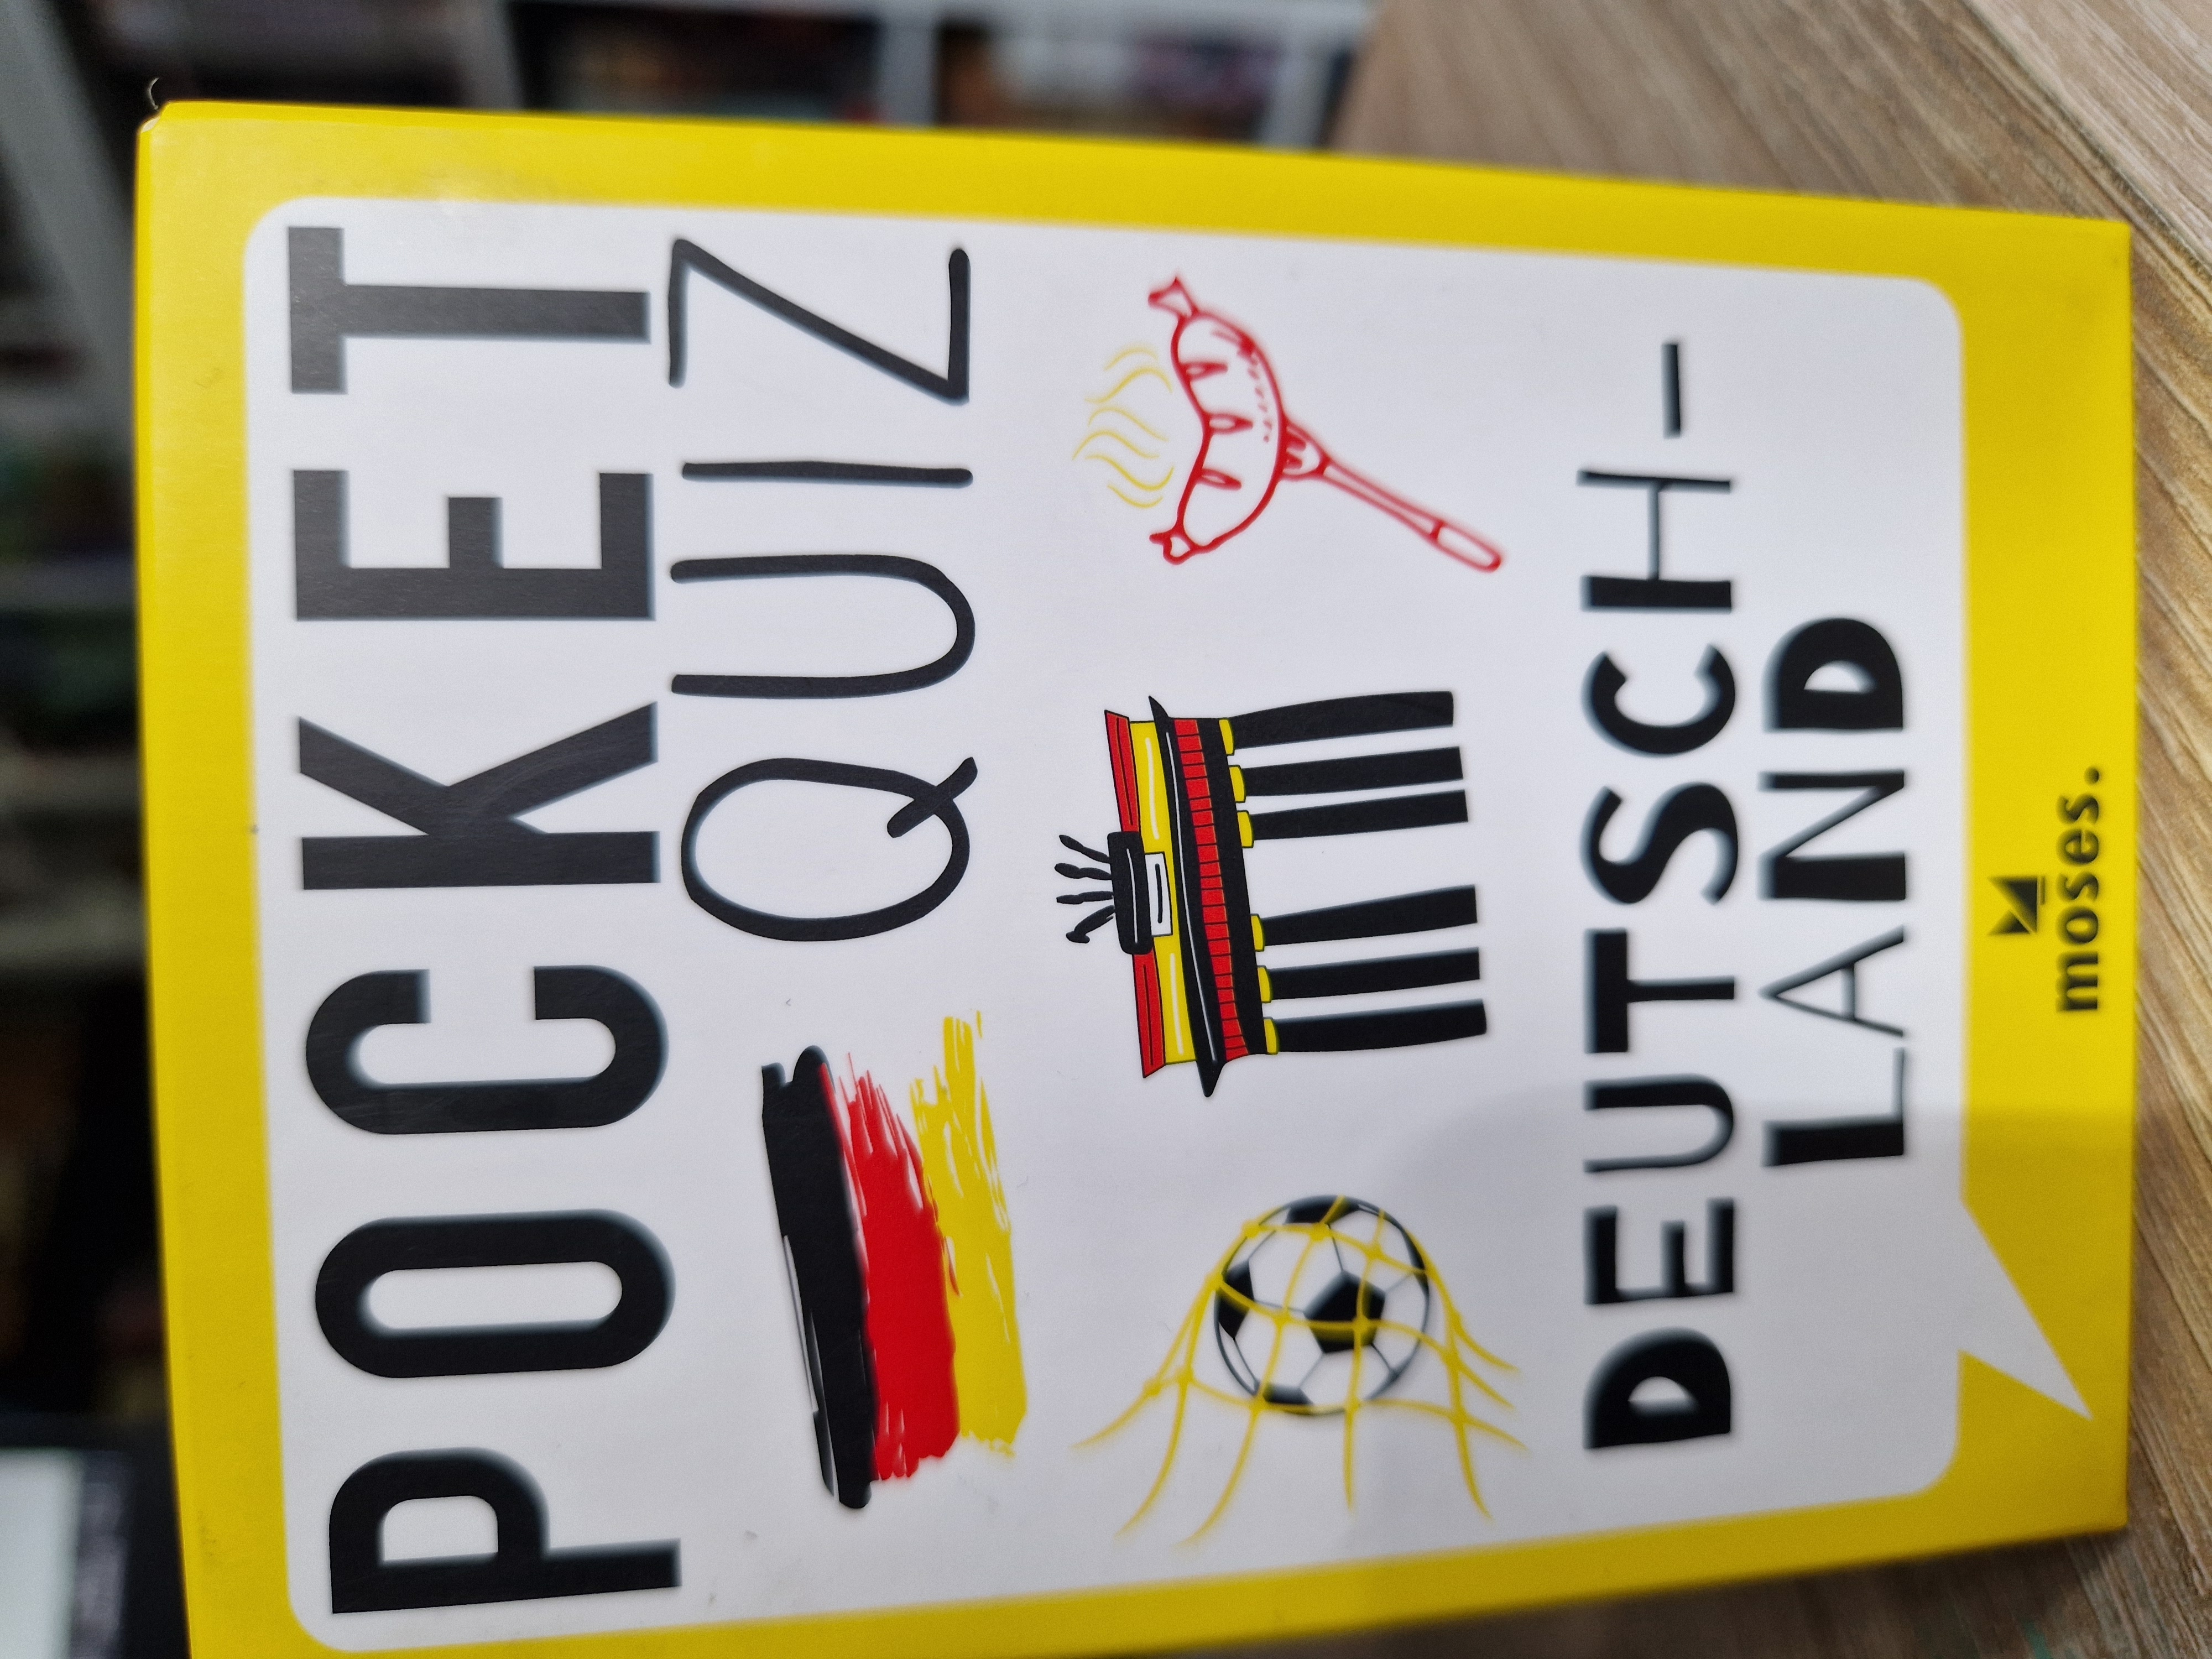 POCKET
QUIZ
DEUTSCH-
LAND
moses.